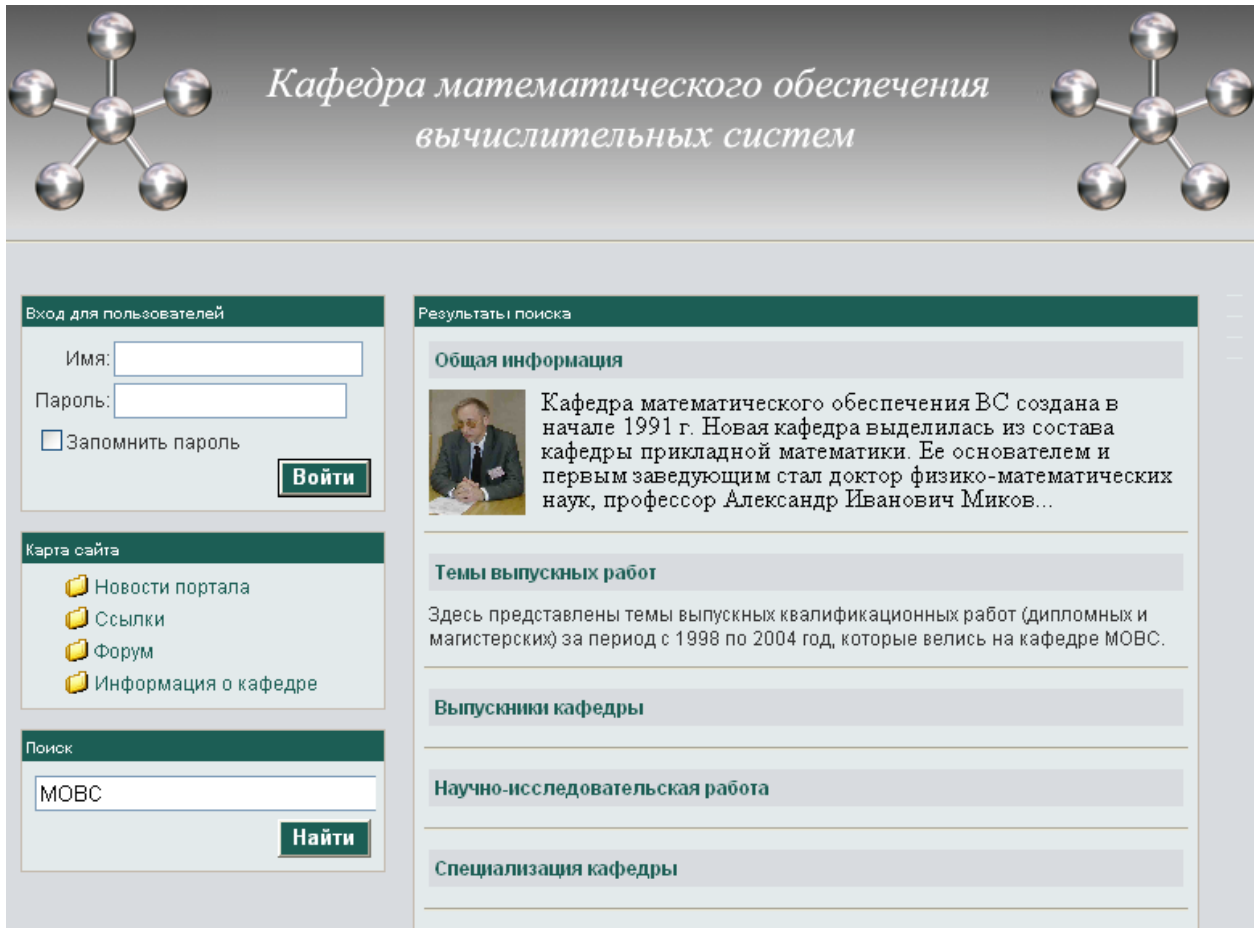 Кафедра математического обеспечения
вычислительных систем
Вход для пользователей
Имя:
Пароль:
Запомнить пароль
Войти
Карта сайта
Новости портала
Ссылки
Форум
Информация о кафедре
Поиск
МОВС
Найти
Результаты поиска
Общая информация
Кафедра математического обеспечения ВС создана в
начале 1991 г. Новая кафедра выделилась из состава
кафедры прикладной математики. Ее основателем и
первым заведующим стал доктор физико-математических
наук, профессор Александр Иванович Миков...
Темы выпускных работ
Здесь представлены темы выпускных квалификационных работ (дипломных и
магистерских) за период с 1998 по 2004 год, которые велись на кафедре МОВС.
Выпускники кафедры
Научно-исследовательская работа
Специализация кафедры